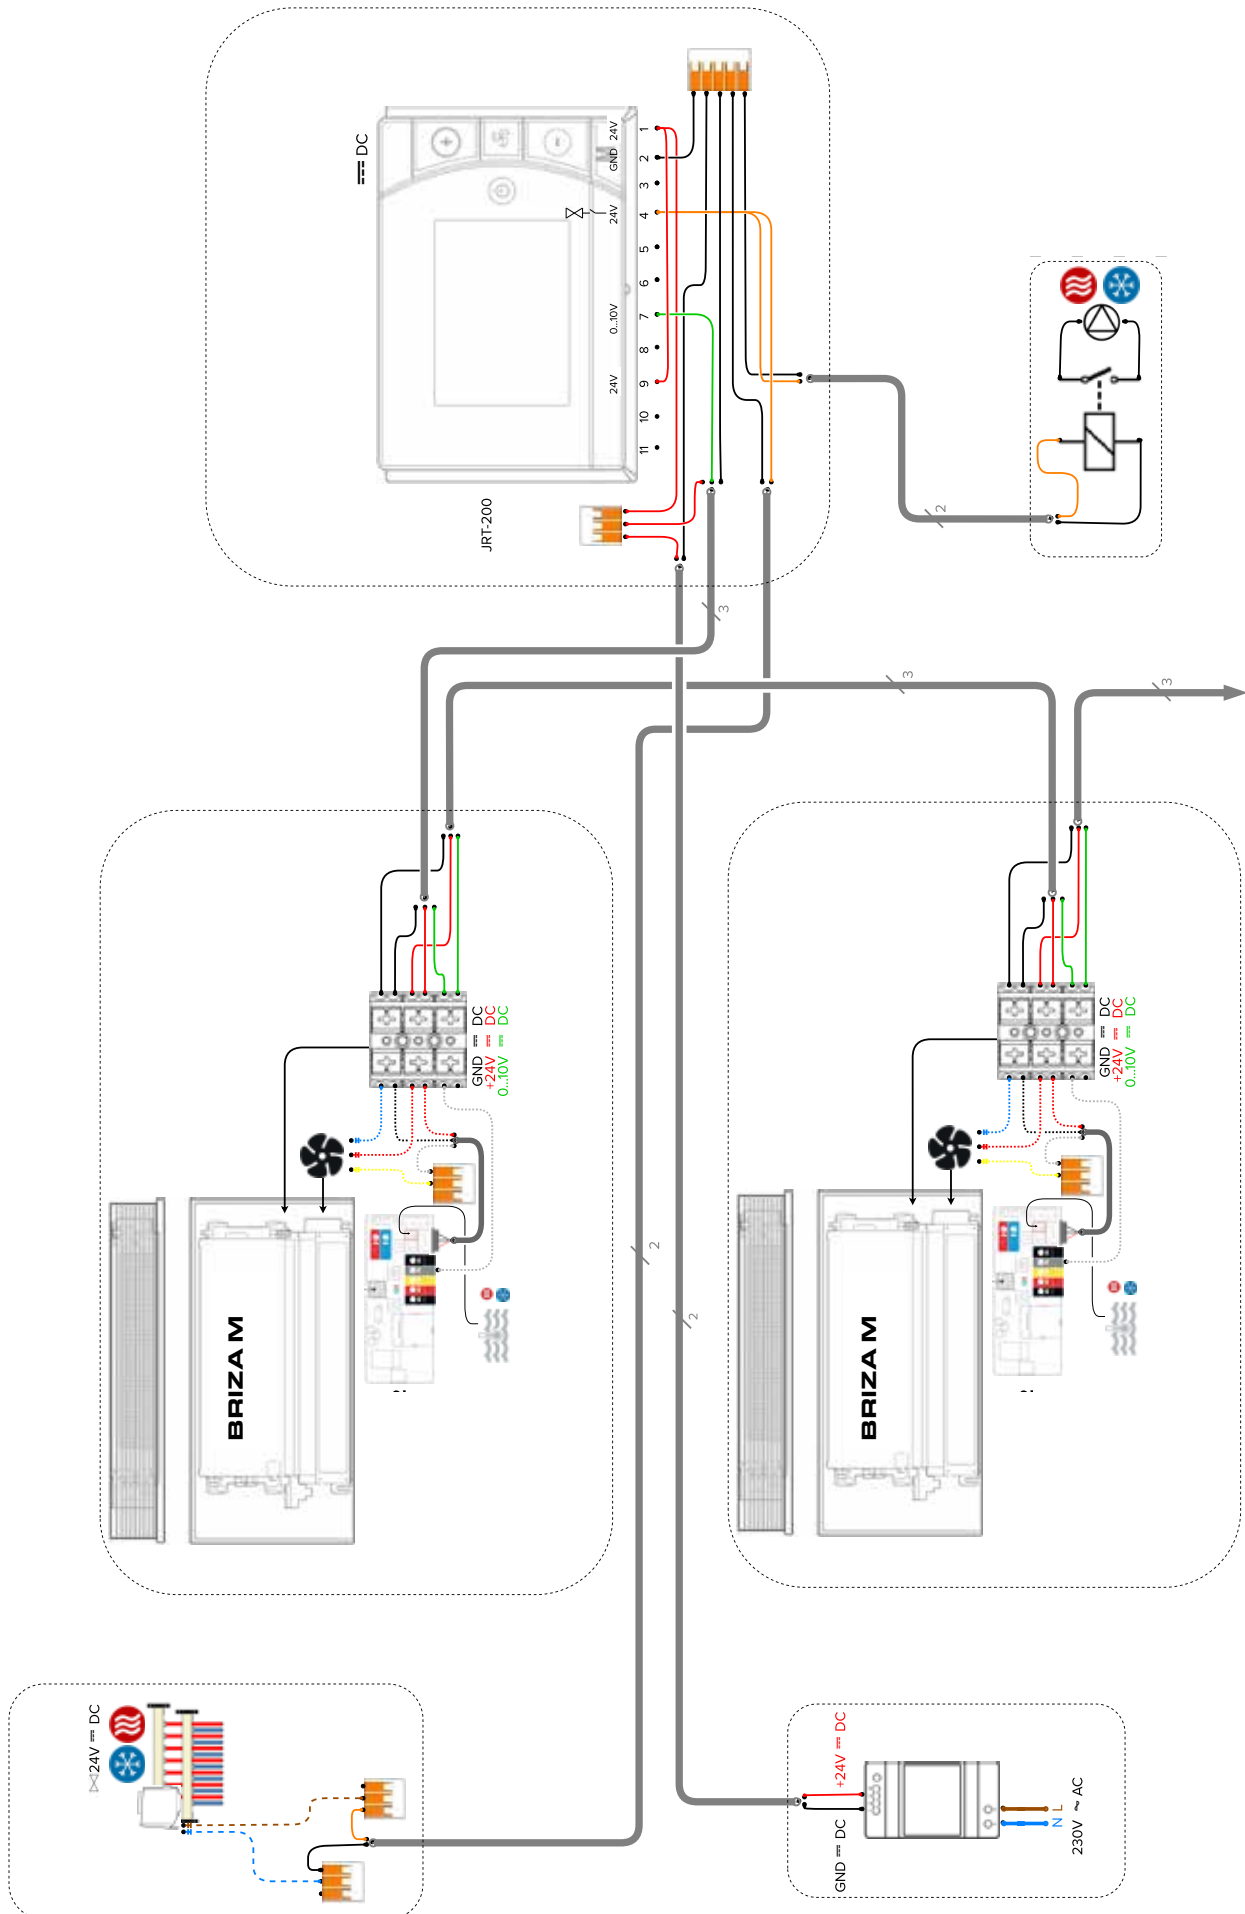 DC
24V
GND
24V
0...10V
24V
1
2
3
4
5
6
7
8
9
10
11
JRT-200
2
3
3
3
GND ⎓ DC
+24V ⎓ DC
0...10V ⎓ DC
GND ⎓ DC
+24V ⎓ DC
0...10V ⎓ DC
BRIZA M
BRIZA M
2
2
24V ⎓ DC
+24V ⎓ DC
GND ⎓ DC
L
N
230V ~ AC